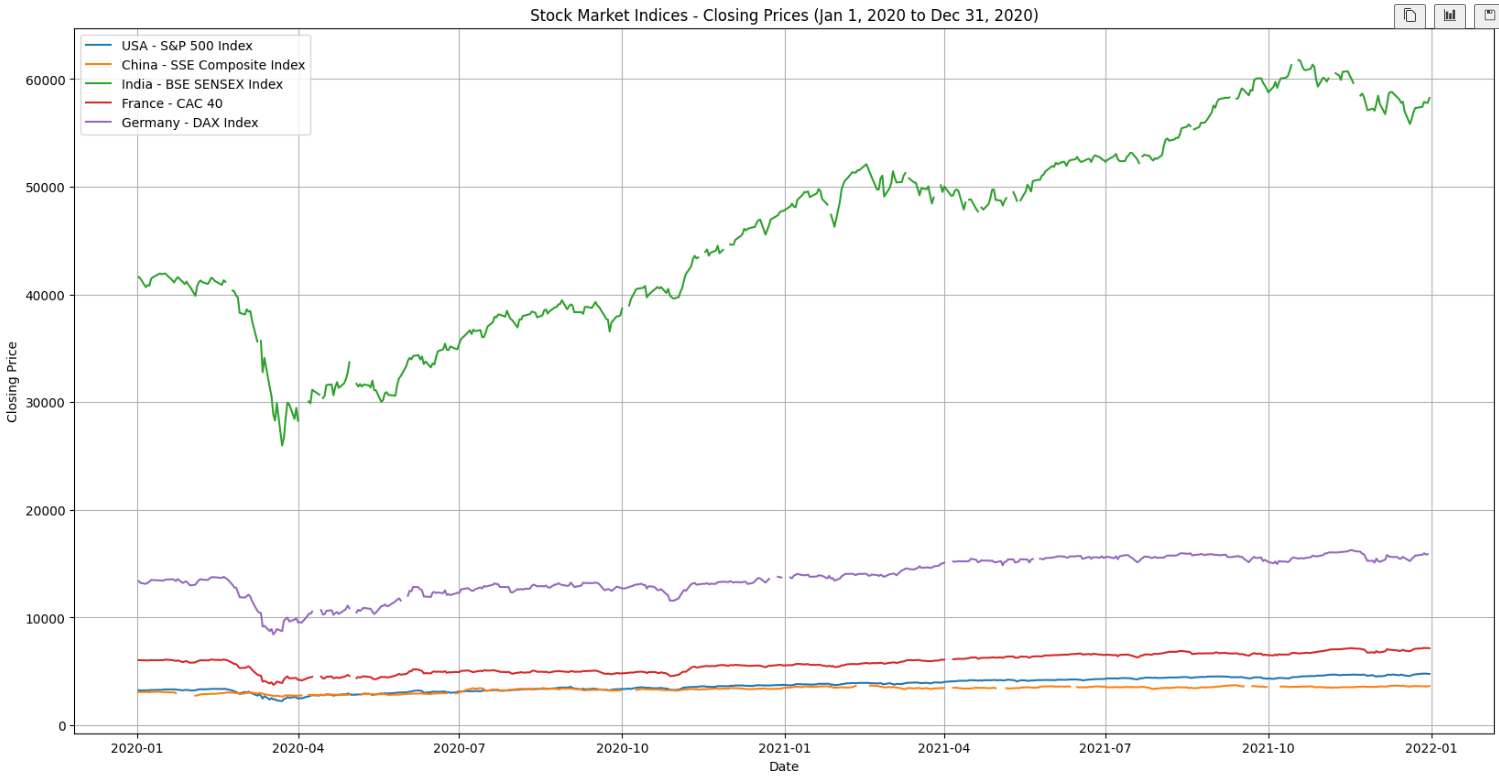 Stock Market Indices - Closing Prices (Jan 1, 2020 to Dec 31, 2020)
USA - S&P 500 Index
China - SSE Composite Index
India - BSE SENSEX Index
France - CAC 40
Germany - DAX Index
60000
50000
40000
30000
20000
10000
0
Closing Price
2020-01 2020-04 2020-07 2020-10 2021-01 2021-04 2021-07 2021-10 2022-01
Date